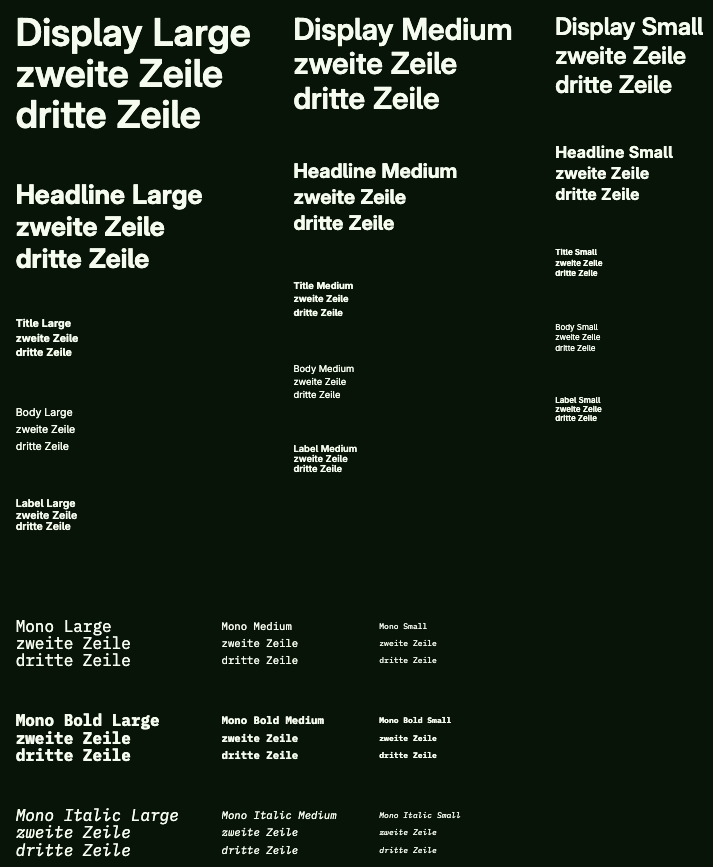 Display Large
zweite Zeile
dritte Zeile
Display Medium
zweite Zeile
dritte Zeile
Display Small
zweite Zeile
dritte Zeile
Headline Large
zweite Zeile
dritte Zeile
Headline Medium
zweite Zeile
dritte Zeile
Headline Small
zweite Zeile
dritte Zeile
Title Large
zweite Zeile
dritte Zeile
Title Medium
zweite Zeile
dritte Zeile
Title Small
zweite Zeile
dritte Zeile
Body Large
zweite Zeile
dritte Zeile
Body Medium
zweite Zeile
dritte Zeile
Body Small
zweite Zeile
dritte Zeile
Label Large
zweite Zeile
dritte Zeile
Label Medium
zweite Zeile
dritte Zeile
Label Small
zweite Zeile
dritte Zeile
Mono Large
zweite Zeile
dritte Zeile
Mono Medium
zweite Zeile
dritte Zeile
Mono Small
zweite Zeile
dritte Zeile
Mono Bold Large
zweite Zeile
dritte Zeile
Mono Bold Medium
zweite Zeile
dritte Zeile
Mono Bold Small
zweite Zeile
dritte Zeile
Mono Italic Large
zweite Zeile
dritte Zeile
Mono Italic Medium
zweite Zeile
dritte Zeile
Mono Italic Small
zweite Zeile
dritte Zeile